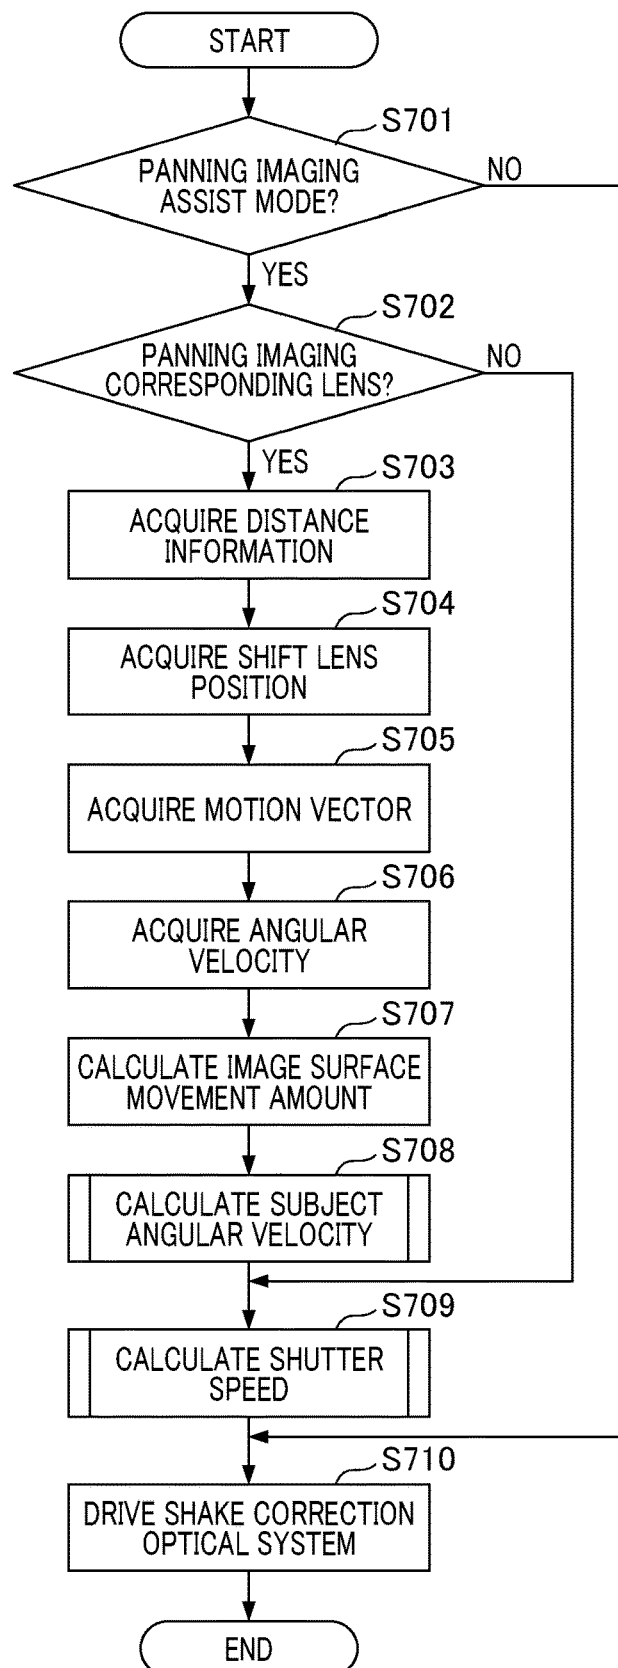 START
S701
PANNING IMAGING
ASSIST MODE?
NO
YES
S702
PANNING IMAGING
CORRESPONDING LENS?
NO
YES
S703
ACQUIRE DISTANCE
INFORMATION
S704
ACQUIRE SHIFT LENS
POSITION
S705
ACQUIRE MOTION VECTOR
S706
ACQUIRE ANGULAR
VELOCITY
S707
CALCULATE IMAGE SURFACE
MOVEMENT AMOUNT
S708
CALCULATE SUBJECT
ANGULAR VELOCITY
S709
CALCULATE SHUTTER
SPEED
S710
DRIVE SHAKE CORRECTION
OPTICAL SYSTEM
END